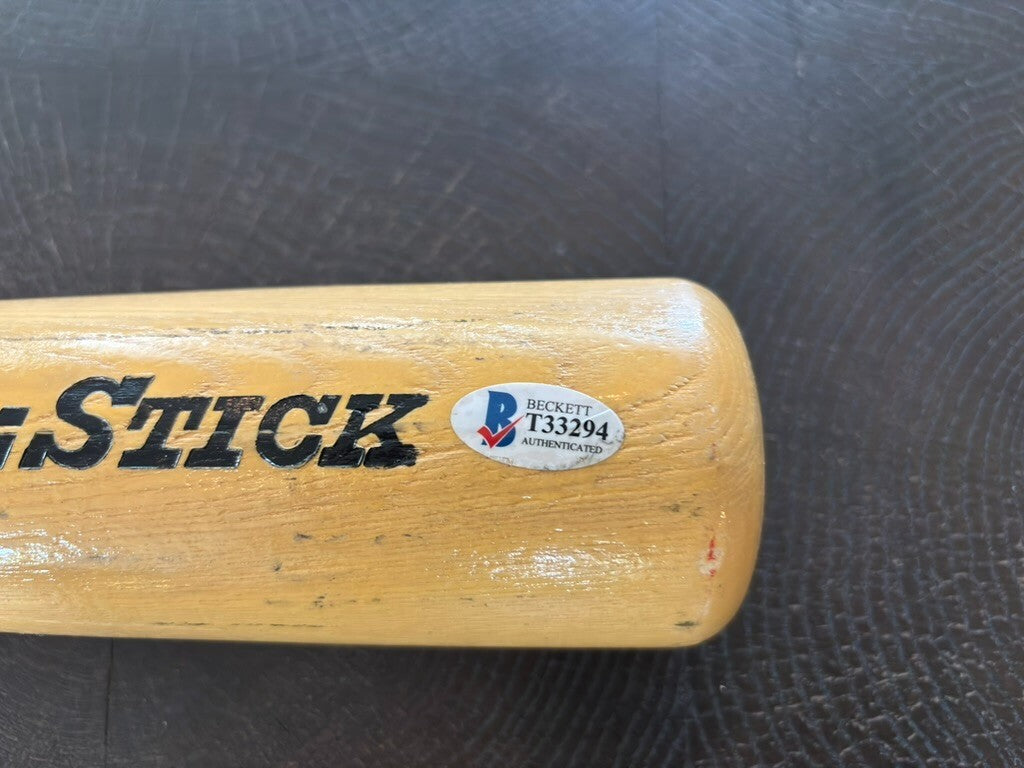 STICK
BECKETT
T33294
AUTHENTICATED